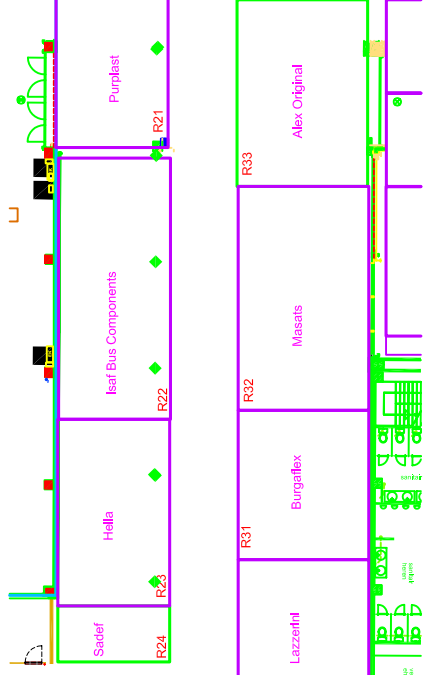 Purplast
R21
Isaf Bus Components
R22
Hella
R23
Sadef
R24
Alex Original
R33
Masats
R32
Burgaflex
R31
Lazzerini